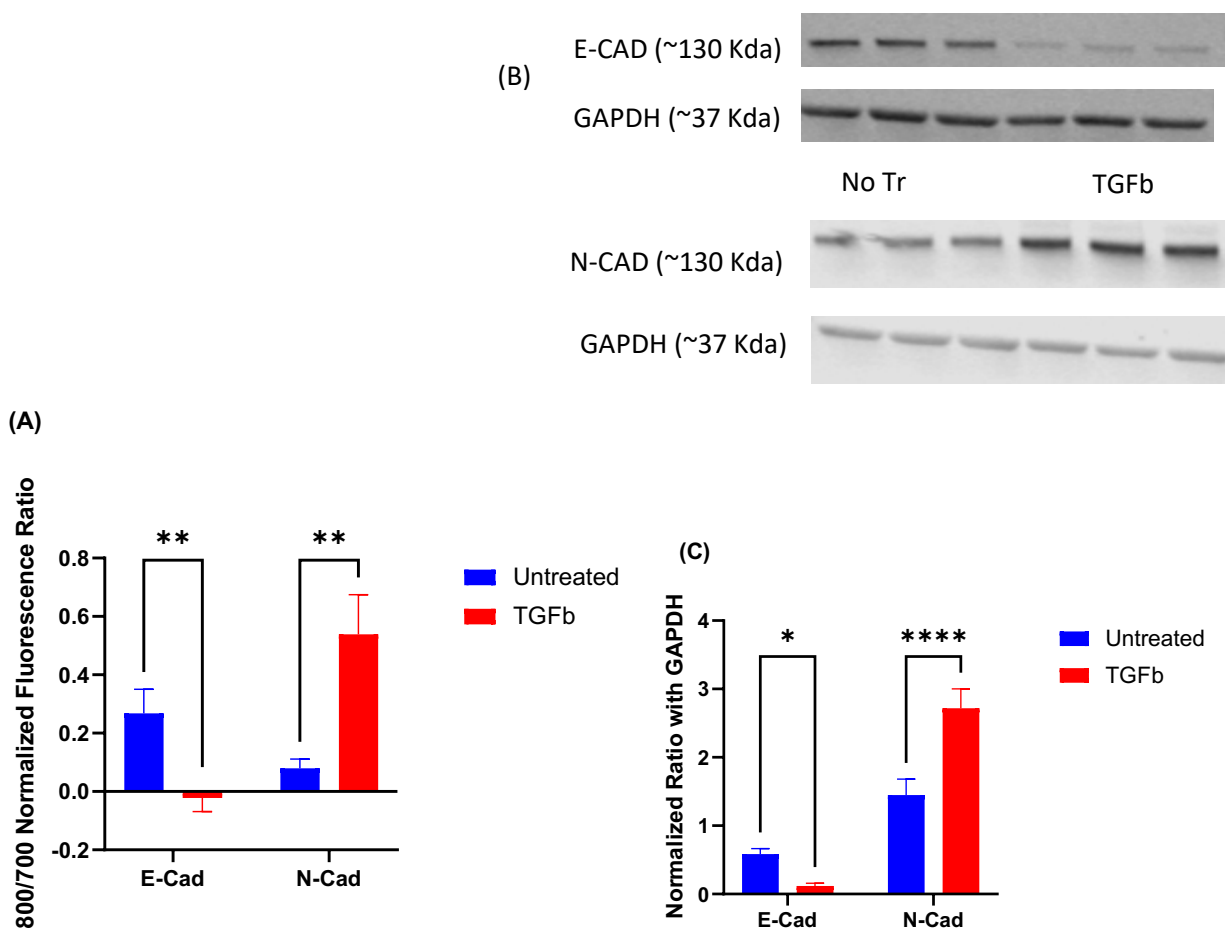 (B)
E-CAD (~130 Kda)
GAPDH (~37 Kda)
No Tr TGFb
N-CAD (~130 Kda)
GAPDH (~37 Kda)
(A)
800/700 Normalized Fluorescence Ratio
0.8
0.6
0.4
0.2
0.0
-0.2
** **
E-Cad N-Cad
Untreated
TGFb
(C)
Normalized Ratio with GAPDH
4
3
2
1
0
* ****
E-Cad N-Cad
Untreated
TGFb